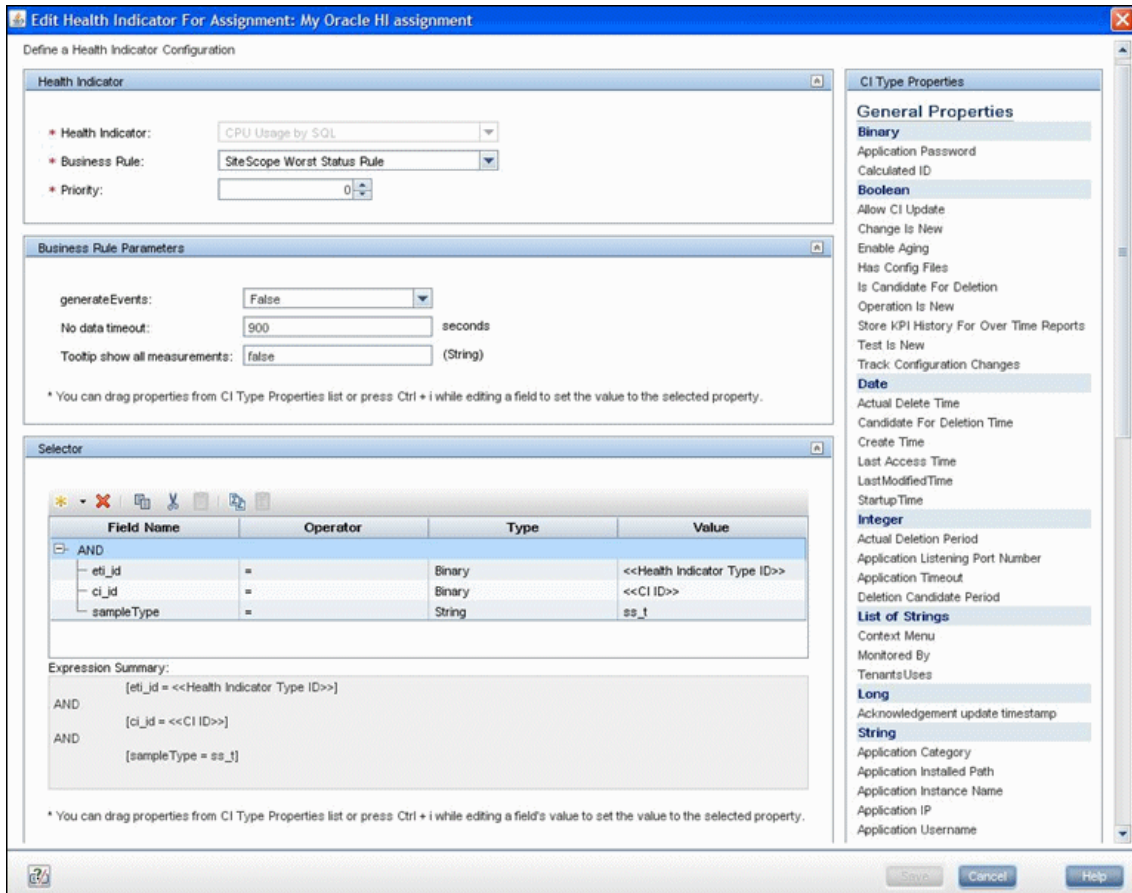 Edit Health Indicator For Assignment: My Oracle HI assignment
Define a Health Indicator Configuration
Health Indicator
* Health Indicator: CPU Usage by SQL
* Business Rule: SiteScope Worst Status Rule
* Priority: 0
Business Rule Parameters
generateEvents: False
No data timeout: 900 seconds
Tooltip show all measurements: false (String)
* You can drag properties from CI Type Properties list or press Ctrl + i while editing a field to set the value to the selected property.
Selector
Field Name Operator Type Value
AND
eti_id = Binary <<Health Indicator Type ID>>
ci_id = Binary <<CI ID>>
sampleType = String ss_t
Expression Summary:
[eti_id = <<Health Indicator Type ID>>]
AND
[ci_id = <<CI ID>>]
AND
[sampleType = ss_t]
* You can drag properties from CI Type Properties list or press Ctrl + i while editing a field's value to set the value to the selected property.
CI Type Properties
General Properties
Binary
Application Password
Calculated ID
Boolean
Allow CI Update
Change Is New
Enable Aging
Has Config Files
Is Candidate For Deletion
Operation Is New
Store KPI History For Over Time Reports
Test Is New
Track Configuration Changes
Date
Actual Delete Time
Candidate For Deletion Time
Create Time
Last Access Time
LastModifiedTime
StartupTime
Integer
Actual Deletion Period
Application Listening Port Number
Application Timeout
Deletion Candidate Period
List of Strings
Context Menu
Monitored By
TenantsUses
Long
Acknowledgement update timestamp
String
Application Category
Application Installed Path
Application Instance Name
Application IP
Application Username
Save Cancel Help